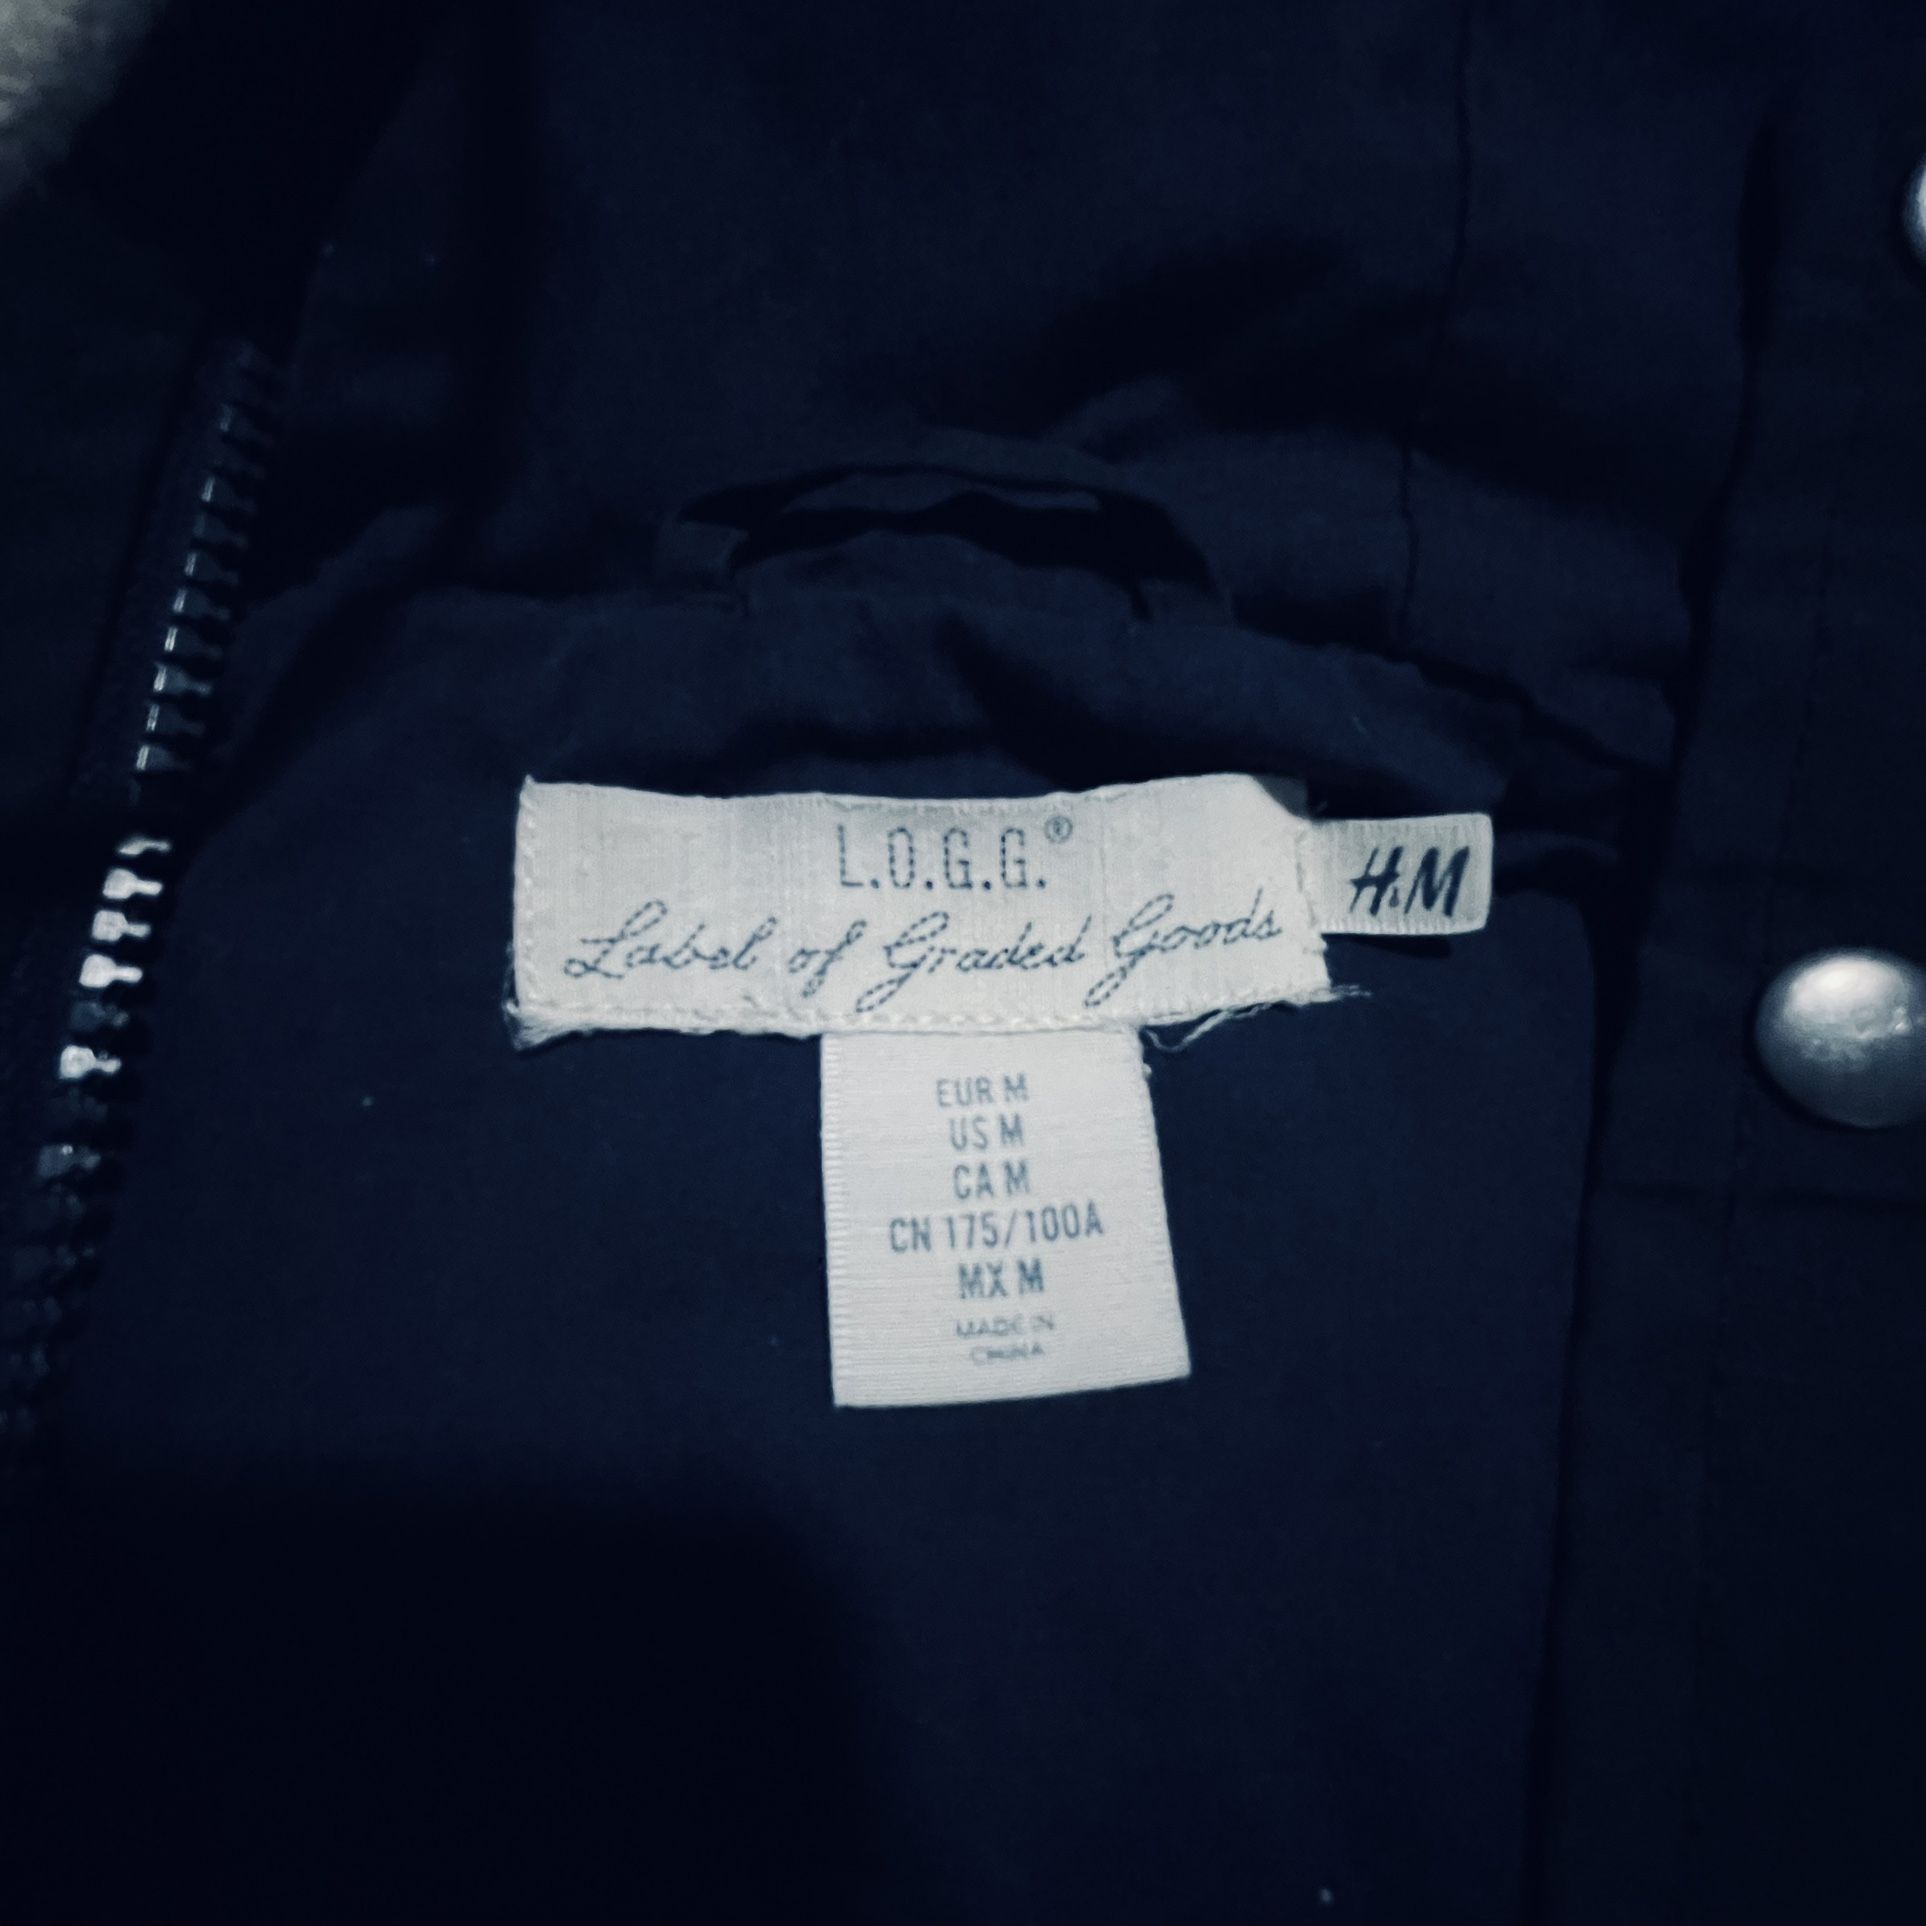 L.O.G.G.®
Label of Graded Goods
H&M
EUR M
US M
CA M
CN 175/100A
MX M
MADE IN
CHINA